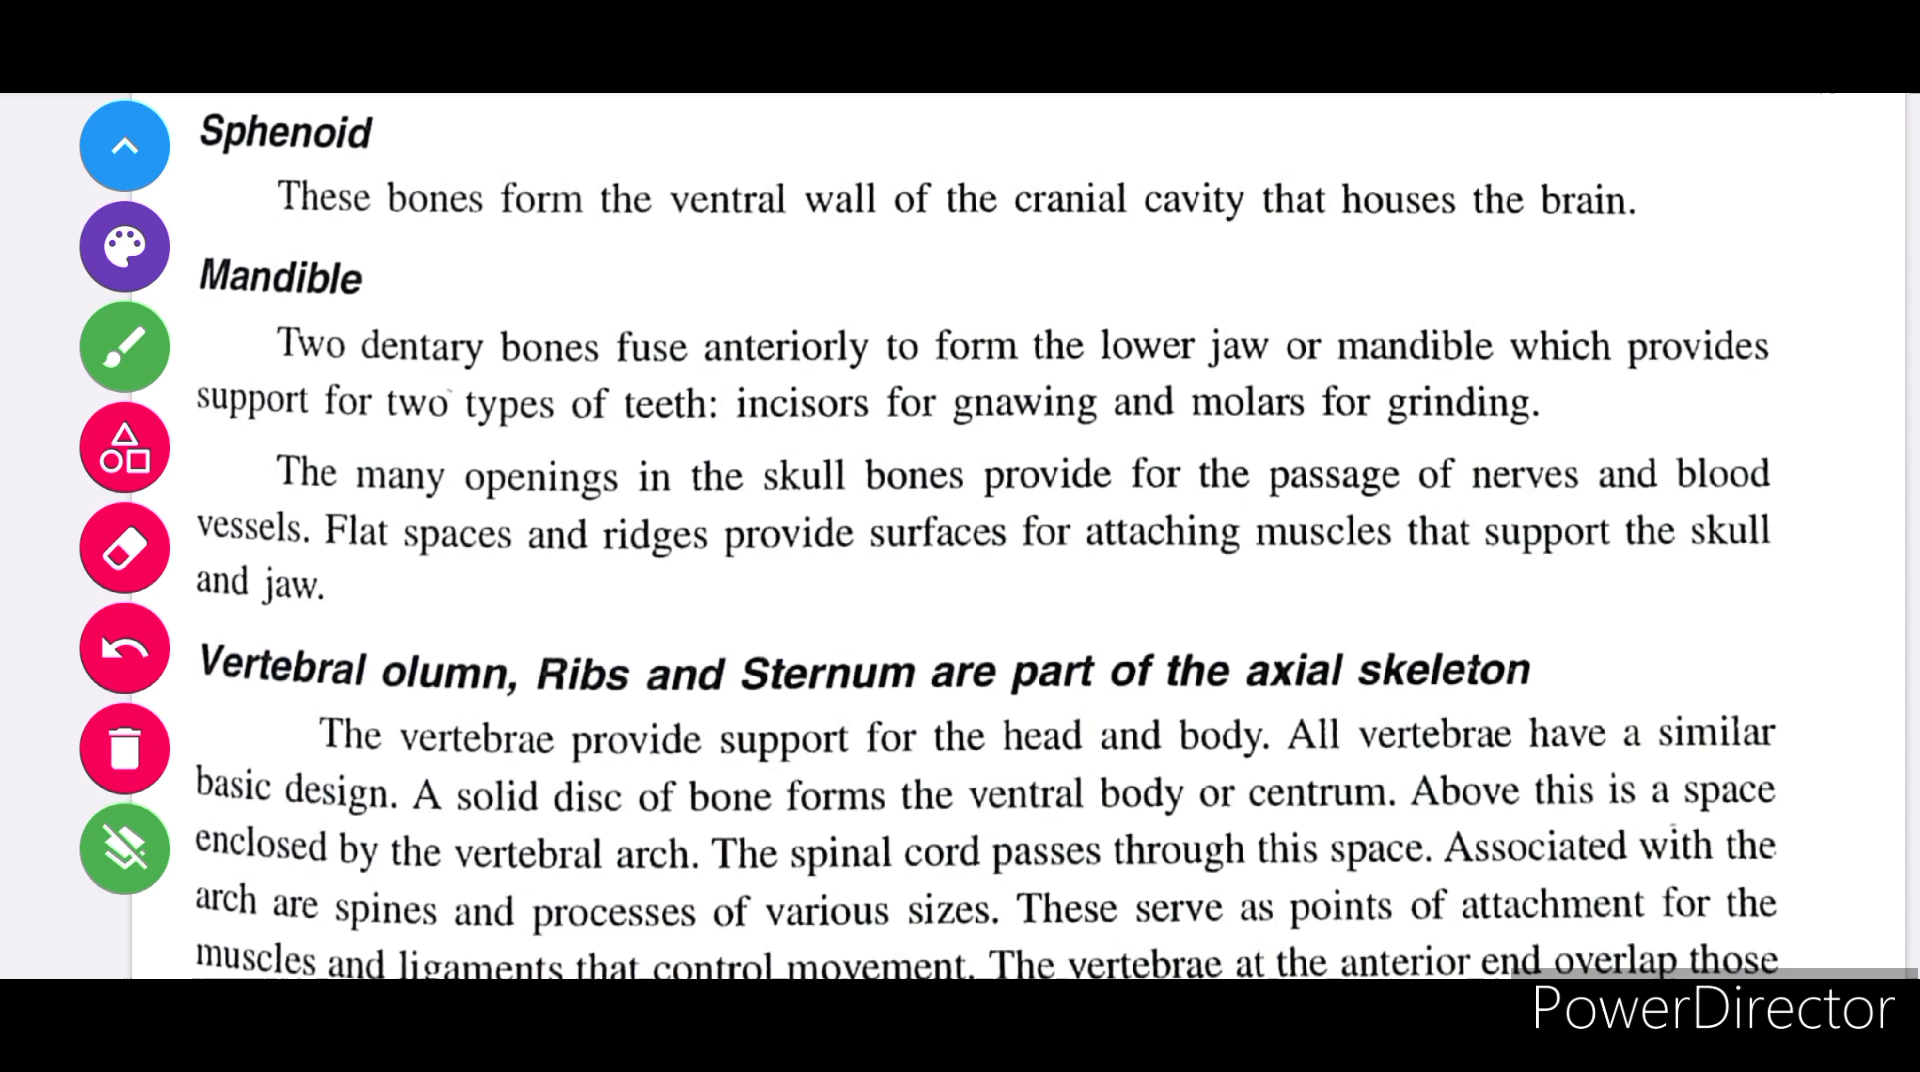 Sphenoid
These bones form the ventral wall of the cranial cavity that houses the brain.
Mandible
Two dentary bones fuse anteriorly to form the lower jaw or mandible which provides
support for two types of teeth: incisors for gnawing and molars for grinding.
The many openings in the skull bones provide for the passage of nerves and blood
vessels. Flat spaces and ridges provide surfaces for attaching muscles that support the skull
and jaw.
Vertebral olumn, Ribs and Sternum are part of the axial skeleton
The vertebrae provide support for the head and body. All vertebrae have a similar
basic design. A solid disc of bone forms the ventral body or centrum. Above this is a space
enclosed by the vertebral arch. The spinal cord passes through this space. Associated with the
arch are spines and processes of various sizes. These serve as points of attachment for the
muscles and ligaments that control movement. The vertebrae at the anterior end overlap those
PowerDirector